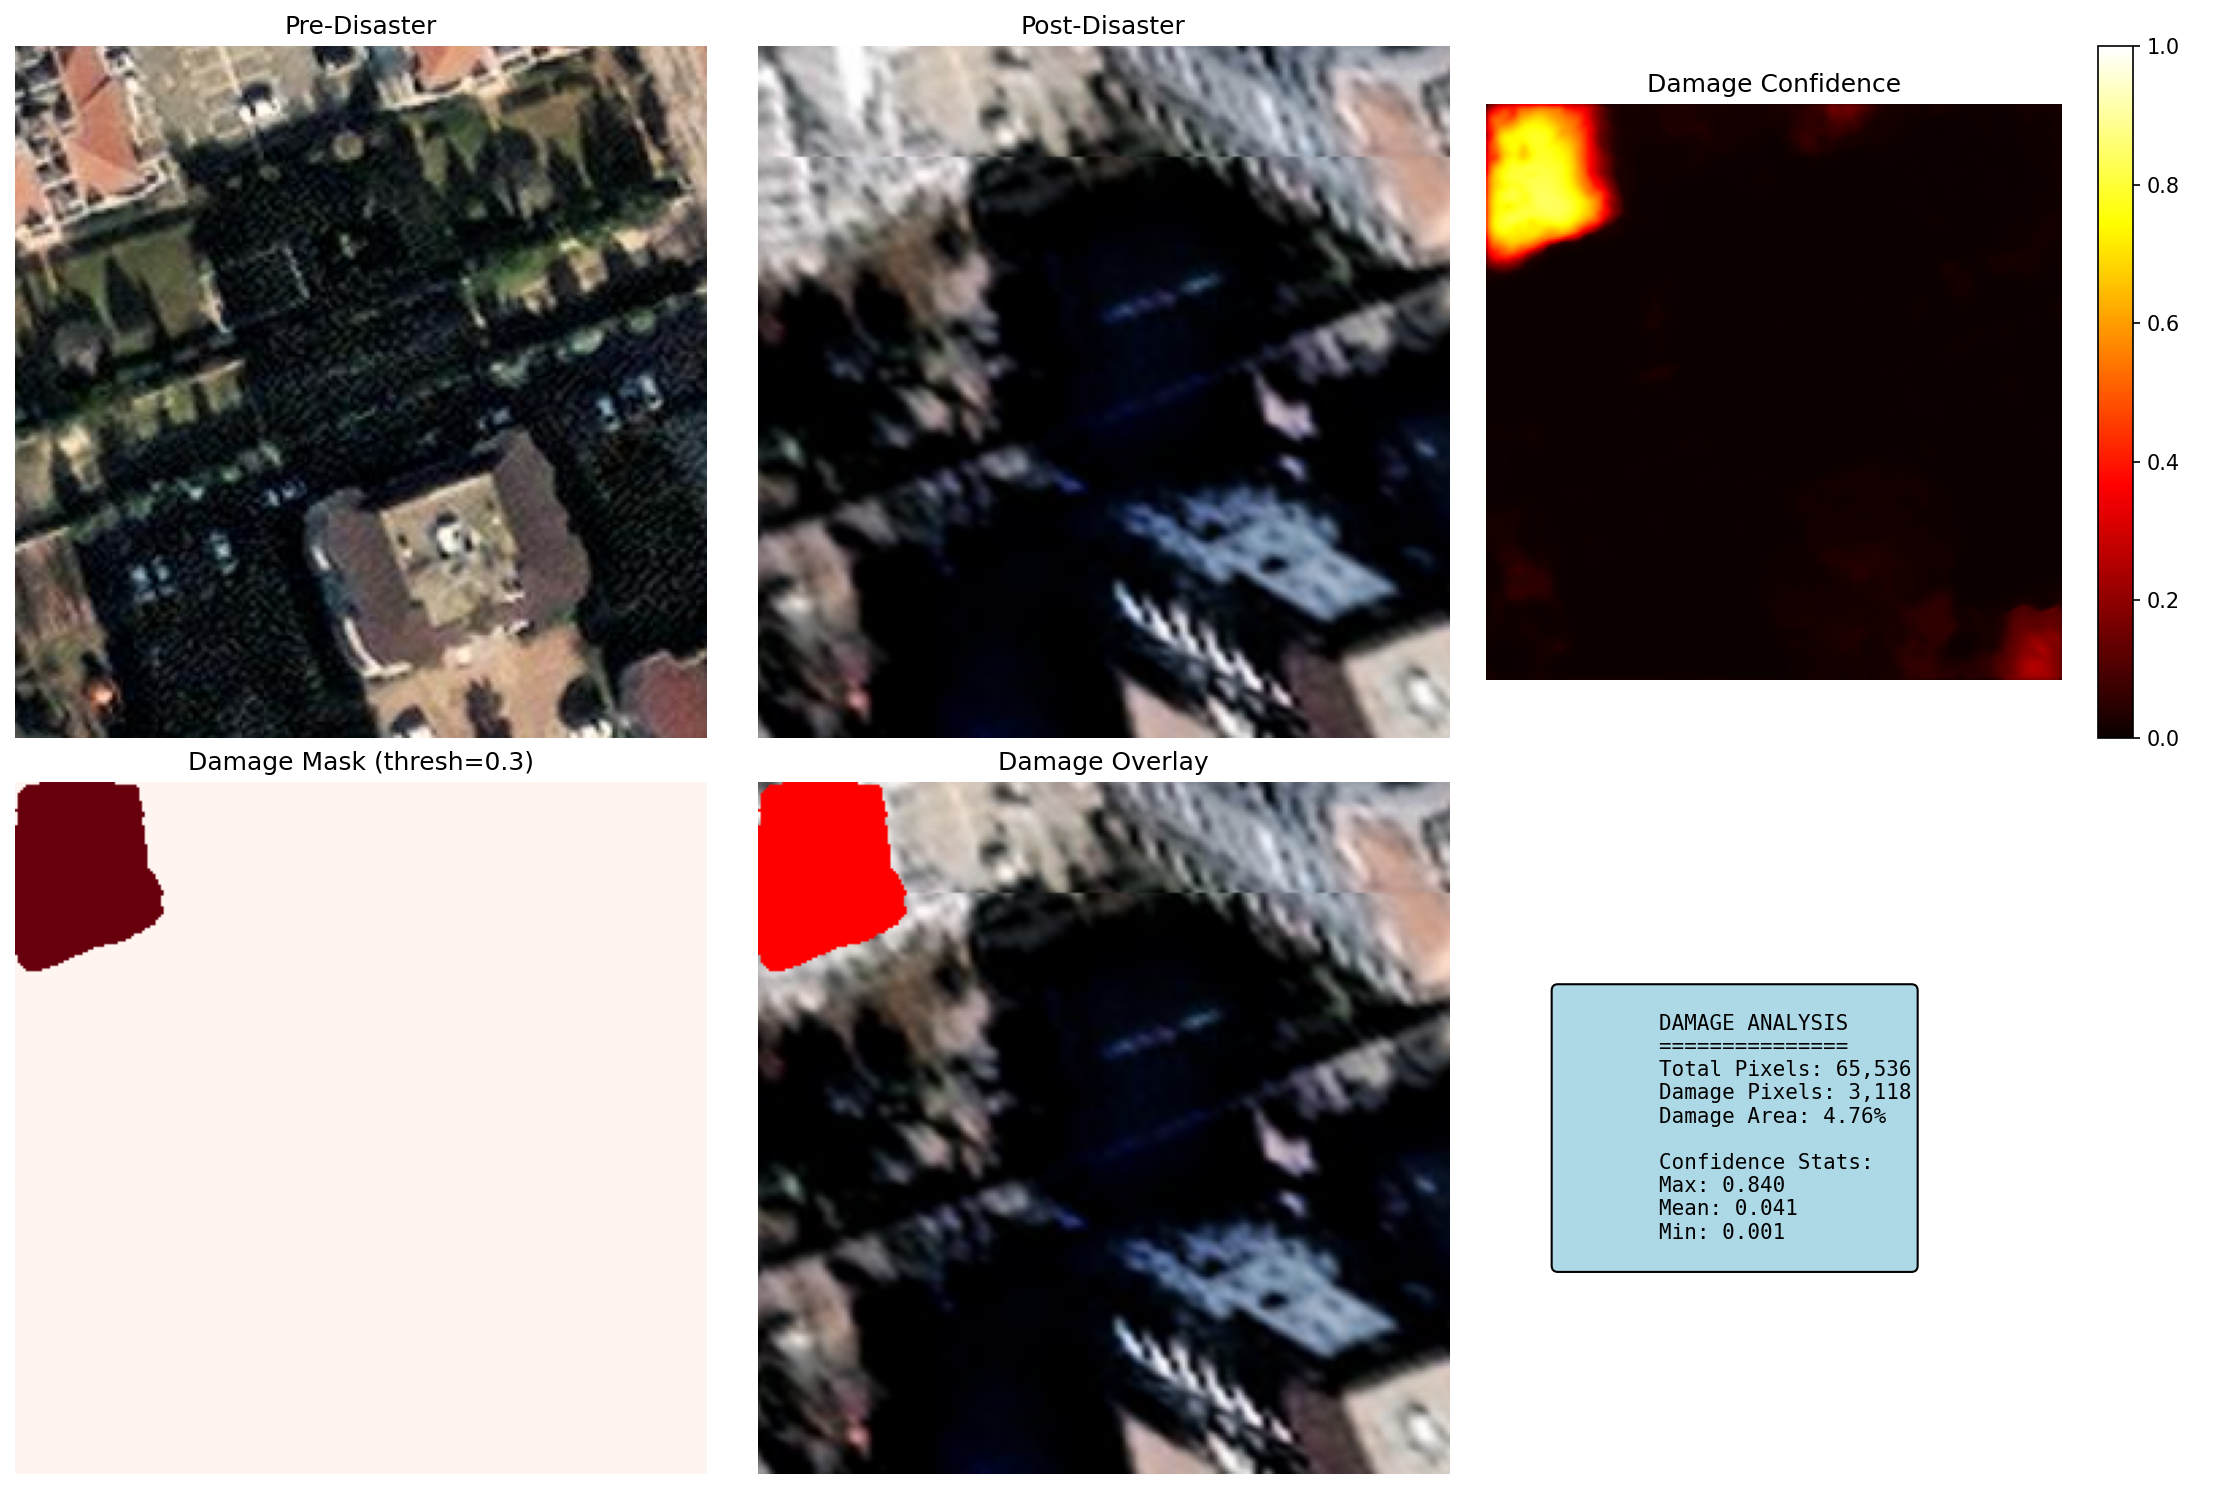 Pre-Disaster
Post-Disaster
Damage Confidence
1.0
0.8
0.6
0.4
0.2
0.0
Damage Mask (thresh=0.3)
Damage Overlay
DAMAGE ANALYSIS
===============
Total Pixels: 65,536
Damage Pixels: 3,118
Damage Area: 4.76%
Confidence Stats:
Max: 0.840
Mean: 0.041
Min: 0.001